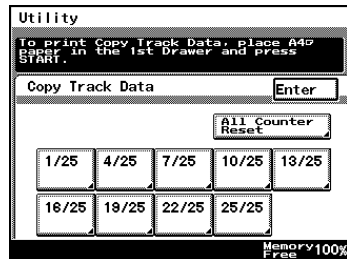 Utility
To print Copy Track Data, place A4
paper in the 1st Drawer and press
START.
Copy Track Data
Enter
All Counter
Reset
1/25 4/25 7/25 10/25 13/25
16/25 19/25 22/25 25/25
Memory 100%
Free